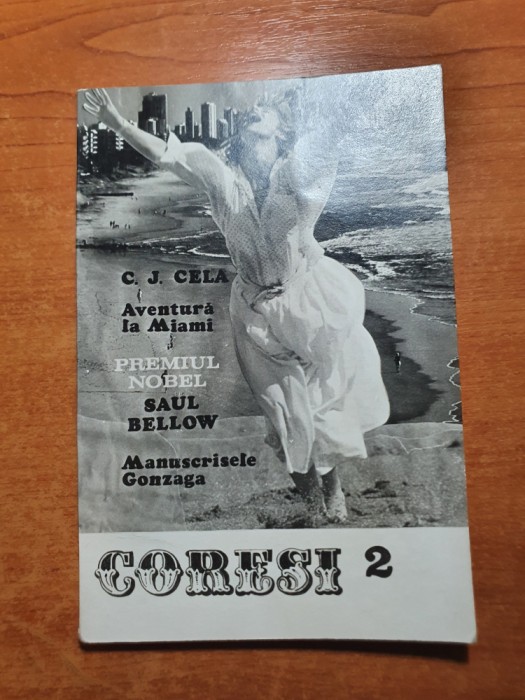 C. J. CELA
Aventură
la Miami
PREMIUL
NOBEL
SAUL
BELLOW
Manuscrisele
Gonzaga
CORESI 2